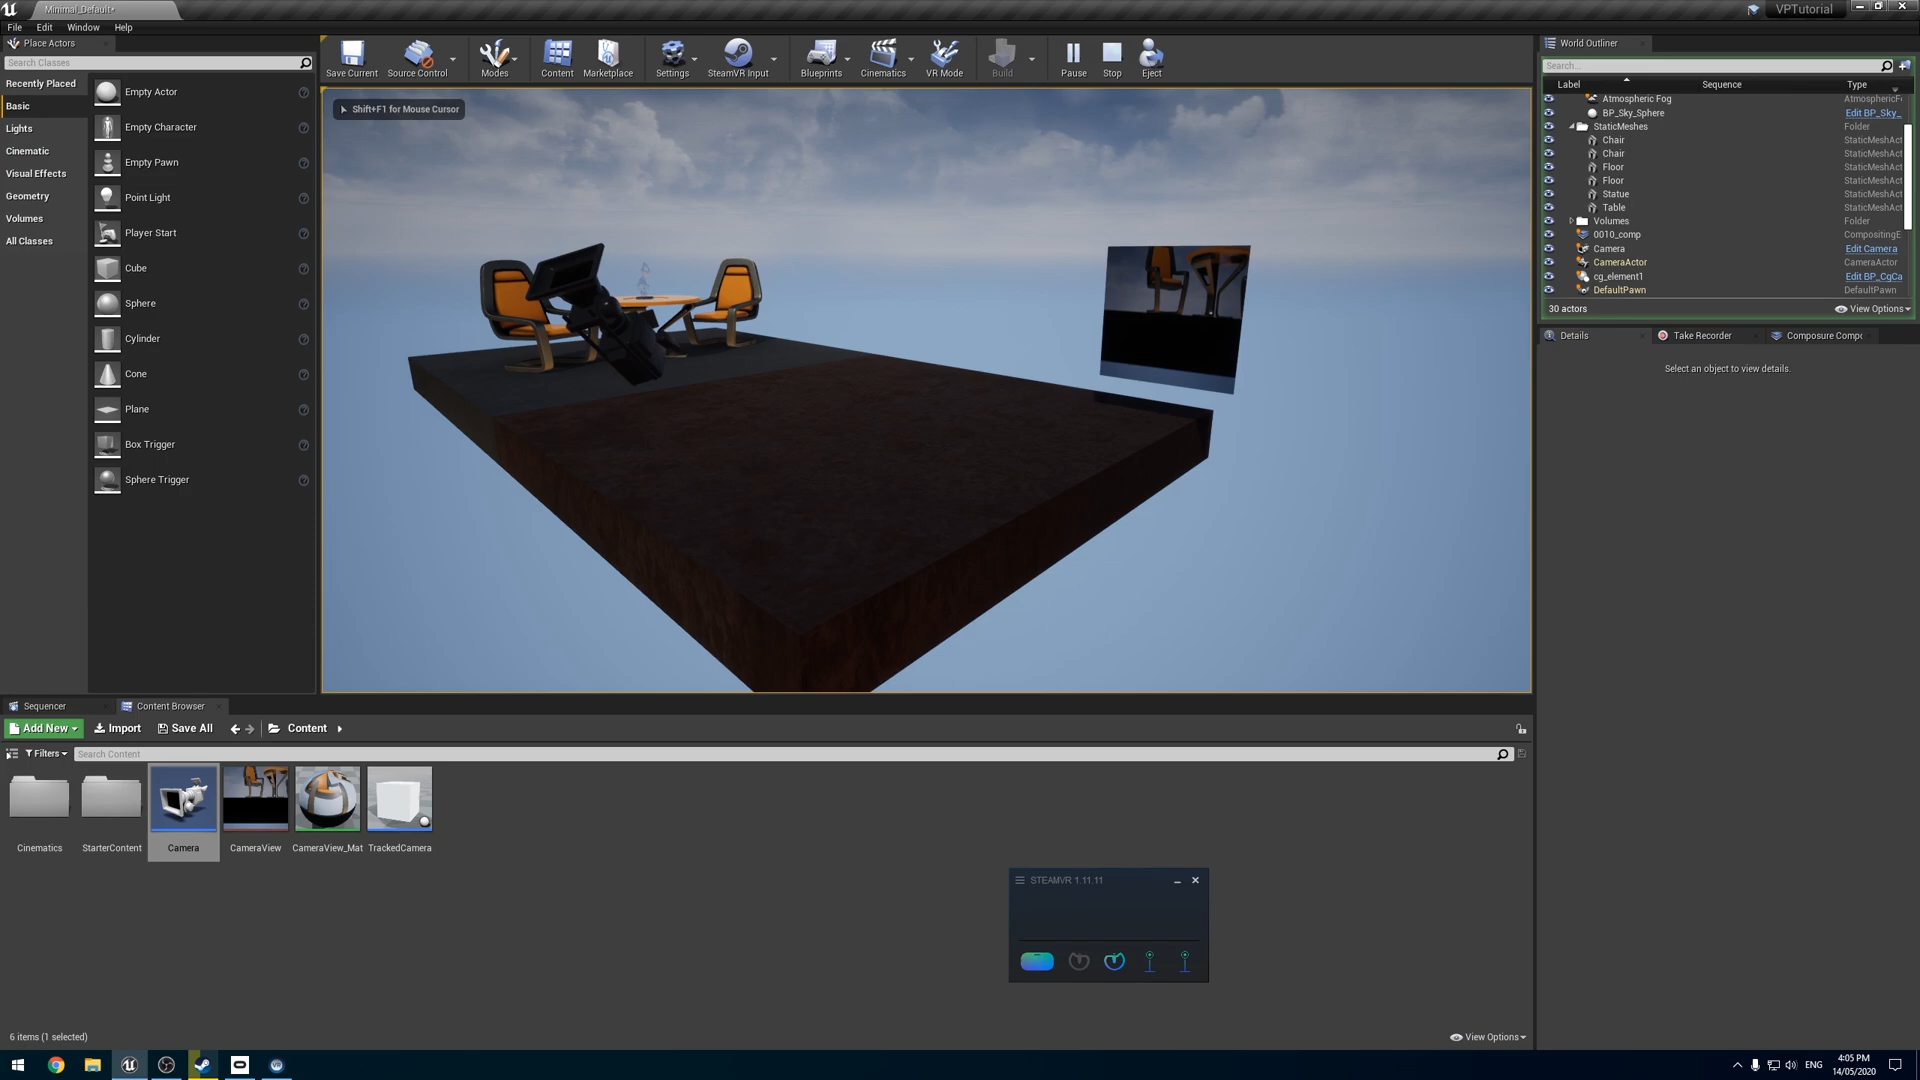 Minimal_Default*
VPTutorial
File Edit Window Help
Place Actors
Search Classes
Recently Placed
Basic
Lights
Cinematic
Visual Effects
Geometry
Volumes
All Classes
Empty Actor
Empty Character
Empty Pawn
Point Light
Player Start
Cube
Sphere
Cylinder
Cone
Plane
Box Trigger
Sphere Trigger
Save Current Source Control Modes Content Marketplace Settings SteamVR Input Blueprints Cinematics VR Mode Build Pause Stop Eject
Shift+F1 for Mouse Cursor
World Outliner
Search...
Label Sequence Type
Atmospheric Fog AtmosphericF
BP_Sky_Sphere Edit BP_Sky_
StaticMeshes Folder
Chair StaticMeshAct
Chair StaticMeshAct
Floor StaticMeshAct
Floor StaticMeshAct
Statue StaticMeshAct
Table StaticMeshAct
Volumes Folder
0010_comp CompositingE
Camera Edit Camera
CameraActor CameraActor
cg_element1 Edit BP_CgCa
DefaultPawn DefaultPawn
30 actors View Options
Details Take Recorder Composure Compo
Select an object to view details.
Sequencer Content Browser
Add New Import Save All Content
Filters Search Content
Cinematics StarterContent Camera CameraView CameraView_Mat TrackedCamera
STEAMVR 1.11.11
6 items (1 selected) View Options
ENG
4:05 PM
14/05/2020